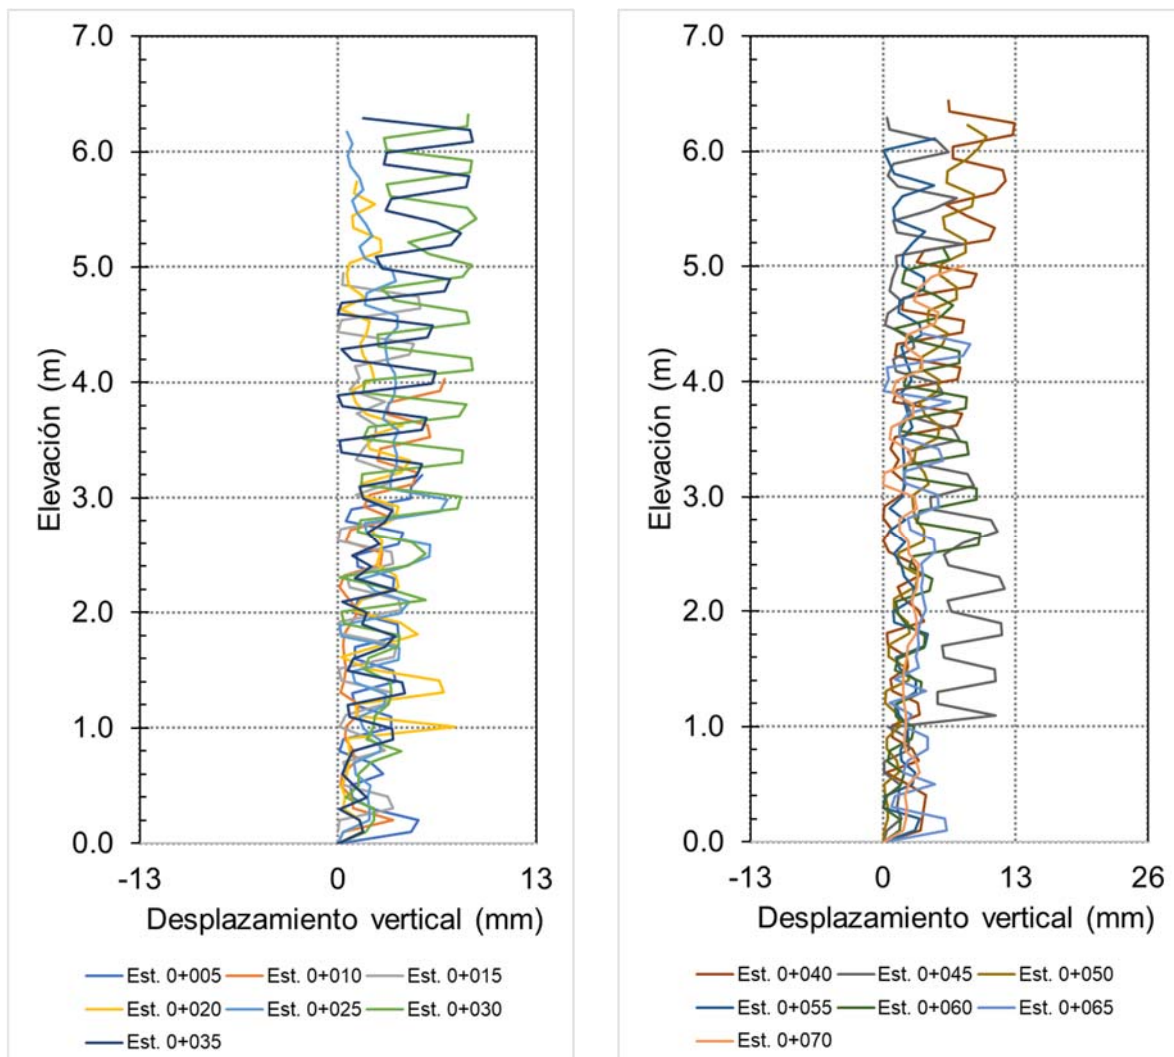 7.0
6.0
5.0
4.0
3.0
2.0
1.0
0.0
Elevación (m)
-13 0 13
Desplazamiento vertical (mm)
Est. 0+005 Est. 0+010 Est. 0+015
Est. 0+020 Est. 0+025 Est. 0+030
Est. 0+035
7.0
6.0
5.0
4.0
3.0
2.0
1.0
0.0
Elevación (m)
-13 0 13 26
Desplazamiento vertical (mm)
Est. 0+040 Est. 0+045 Est. 0+050
Est. 0+055 Est. 0+060 Est. 0+065
Est. 0+070